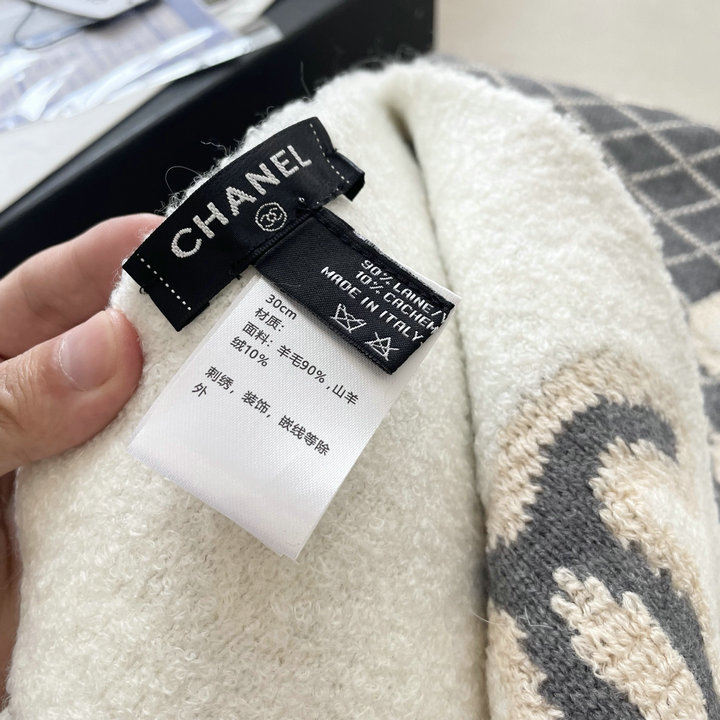 CHANEL
90% LAINE/
10% CACHEM
MADE IN ITALY
30cm
材质:
面料: 羊毛90%, 山羊
绒10%
刺绣, 装饰, 嵌线等除
外